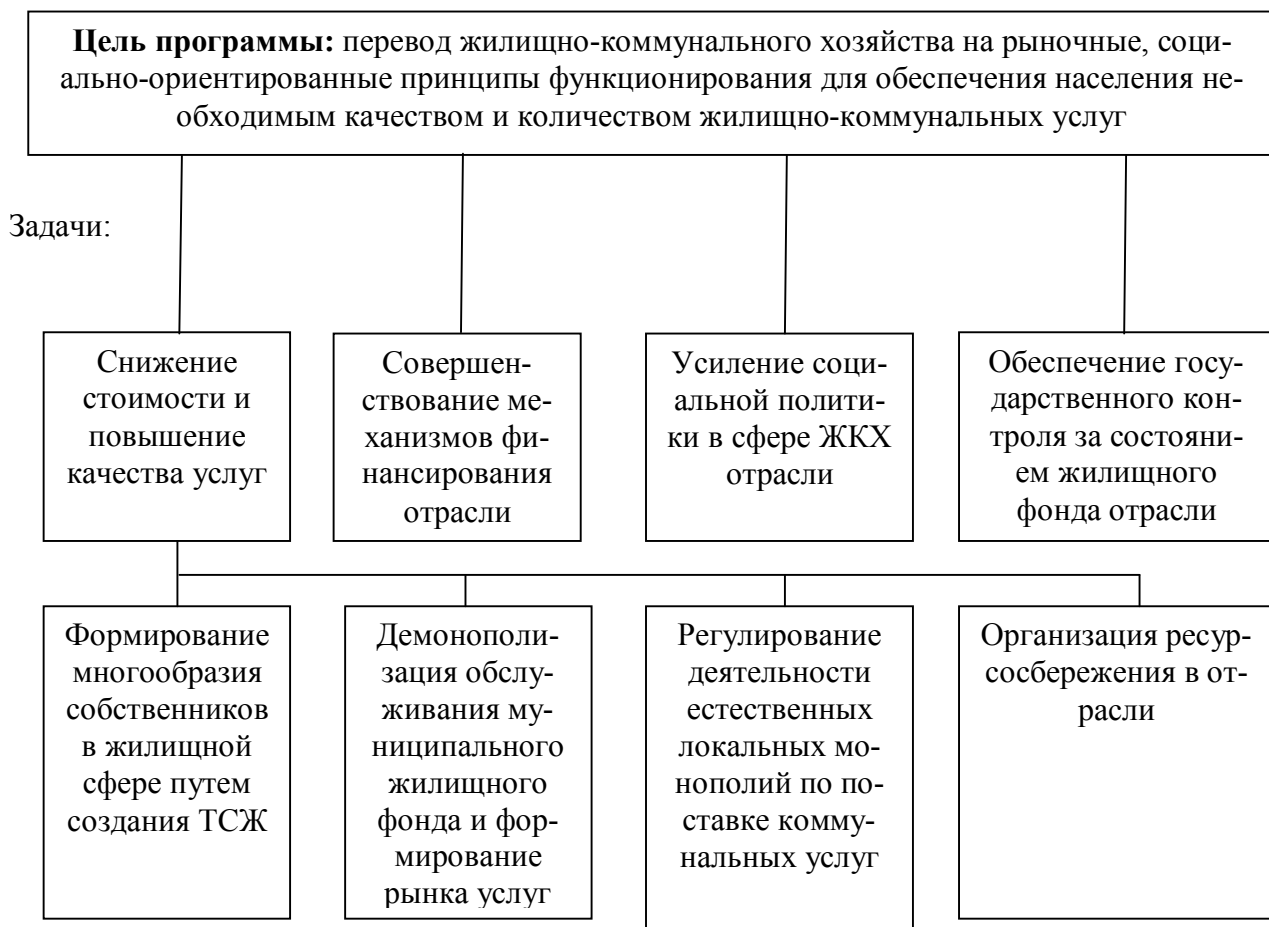 Цель программы: перевод жилищно-коммунального хозяйства на рыночные, соци-
ально-ориентированные принципы функционирования для обеспечения населения не-
обходимым качеством и количеством жилищно-коммунальных услуг
Задачи:
Снижение
стоимости и
повышение
качества услуг
Совершен-
ствование ме-
ханизмов фи-
нансирования
отрасли
Усиление соци-
альной полити-
ки в сфере ЖКХ
отрасли
Обеспечение госу-
дарственного кон-
троля за состояни-
ем жилищного
фонда отрасли
Формирование
многообразия
собственников
в жилищной
сфере путем
создания ТСЖ
Демонополи-
зация обслу-
живания му-
ниципального
жилищного
фонда и фор-
мирование
рынка услуг
Регулирование
деятельности
естественных
локальных мо-
нополий по по-
ставке комму-
нальных услуг
Организация ресур-
сосбережения в от-
расли